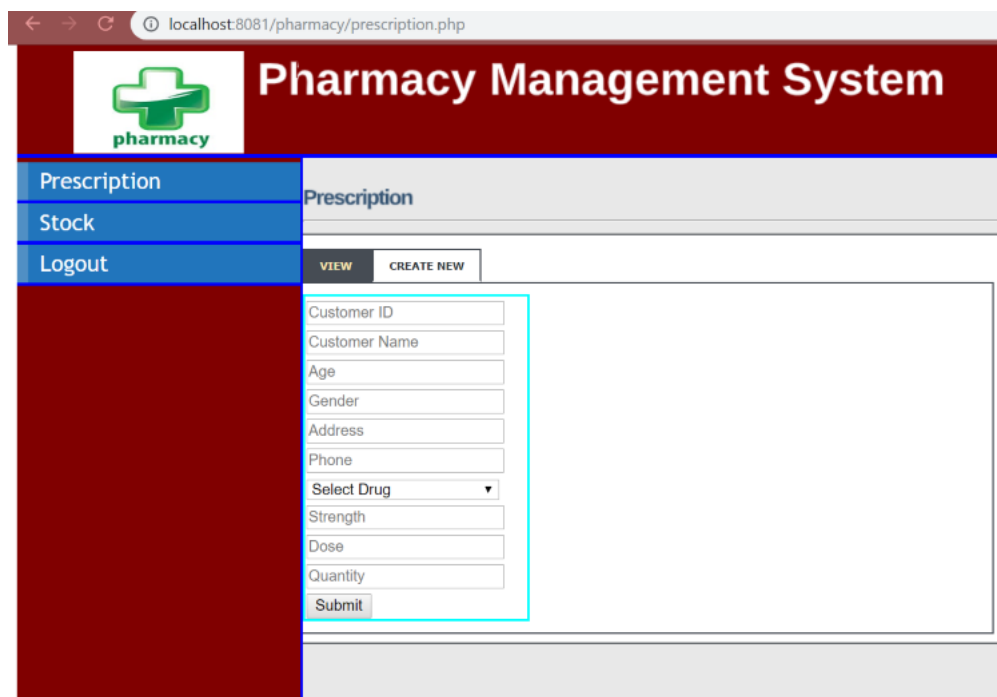 localhost:8081/pharmacy/prescription.php
Pharmacy Management System
pharmacy
Prescription
Stock
Logout
Prescription
VIEW CREATE NEW
Customer ID
Customer Name
Age
Gender
Address
Phone
Select Drug
Strength
Dose
Quantity
Submit